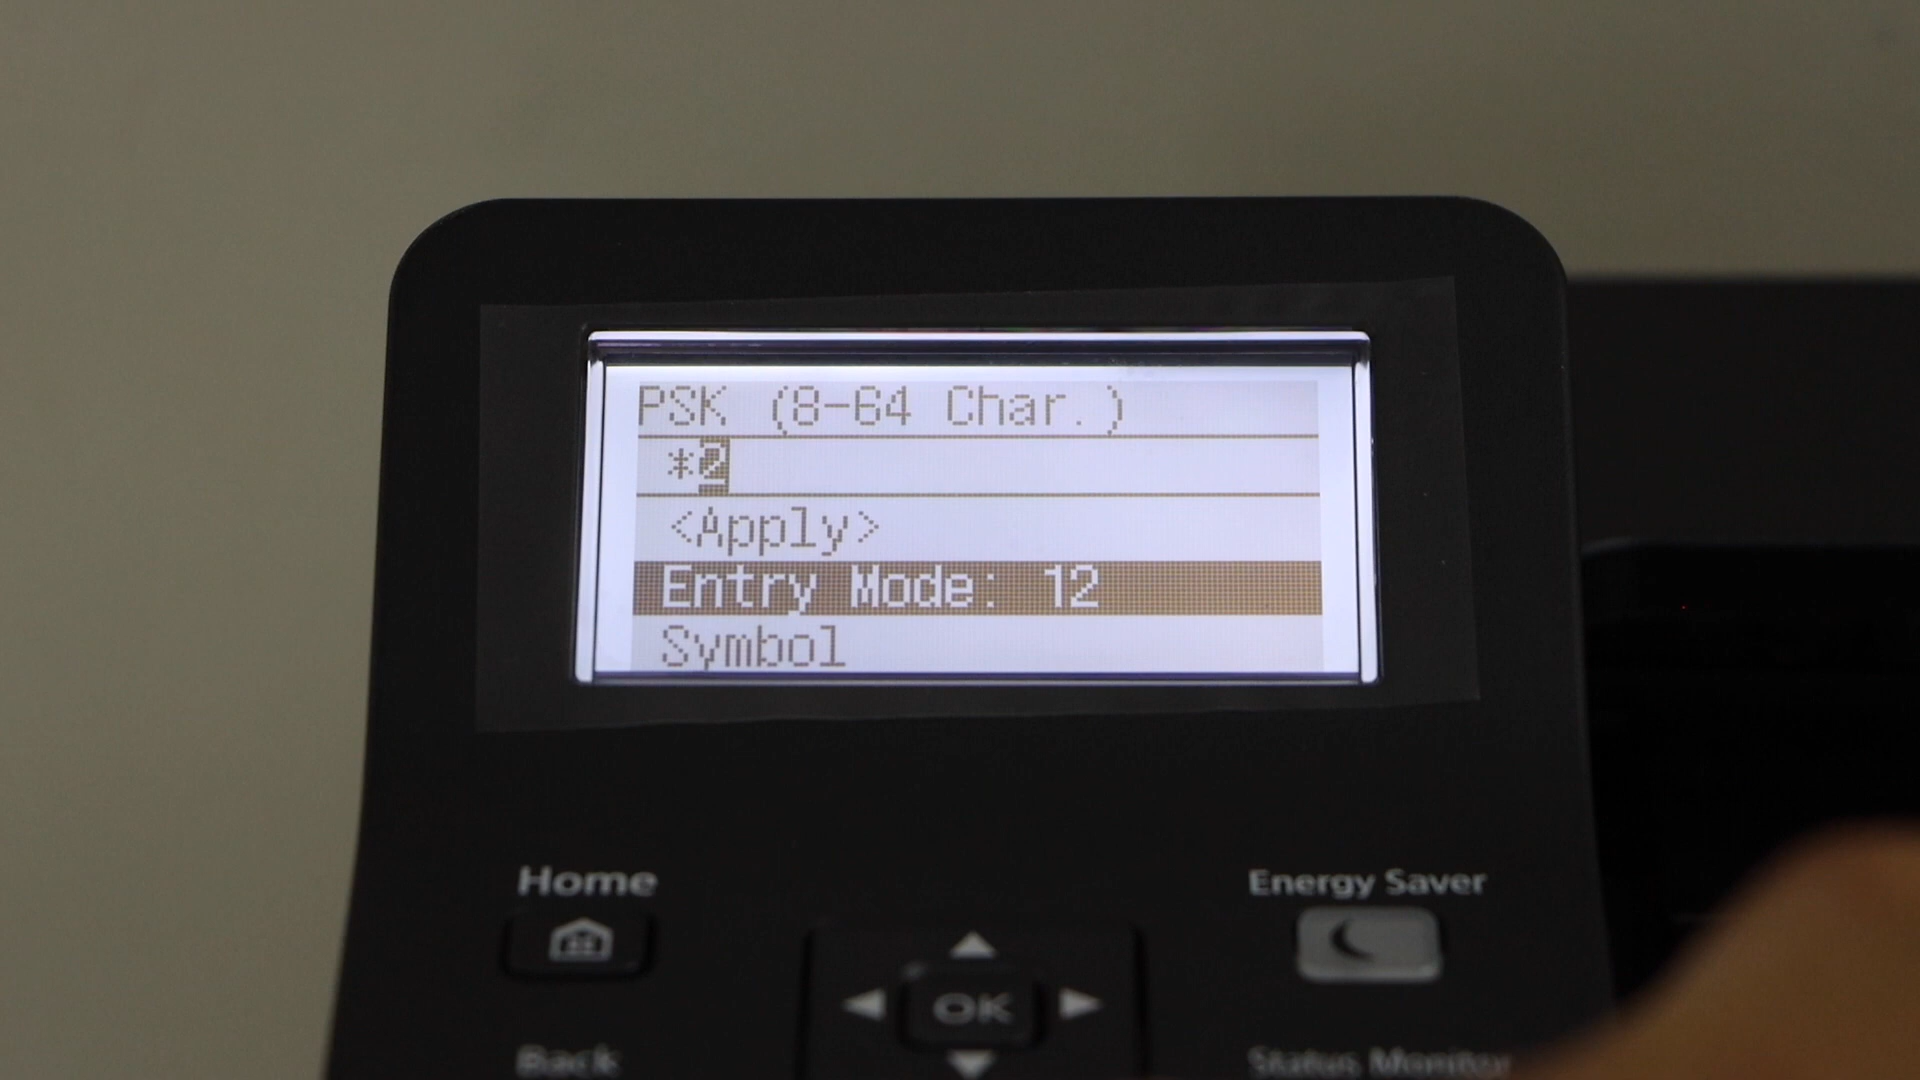 PSK (8-64 Char.)
*2
<Apply>
Entry Mode: 12
Symbol
Home
Energy Saver
OK
Back
Status Monitor